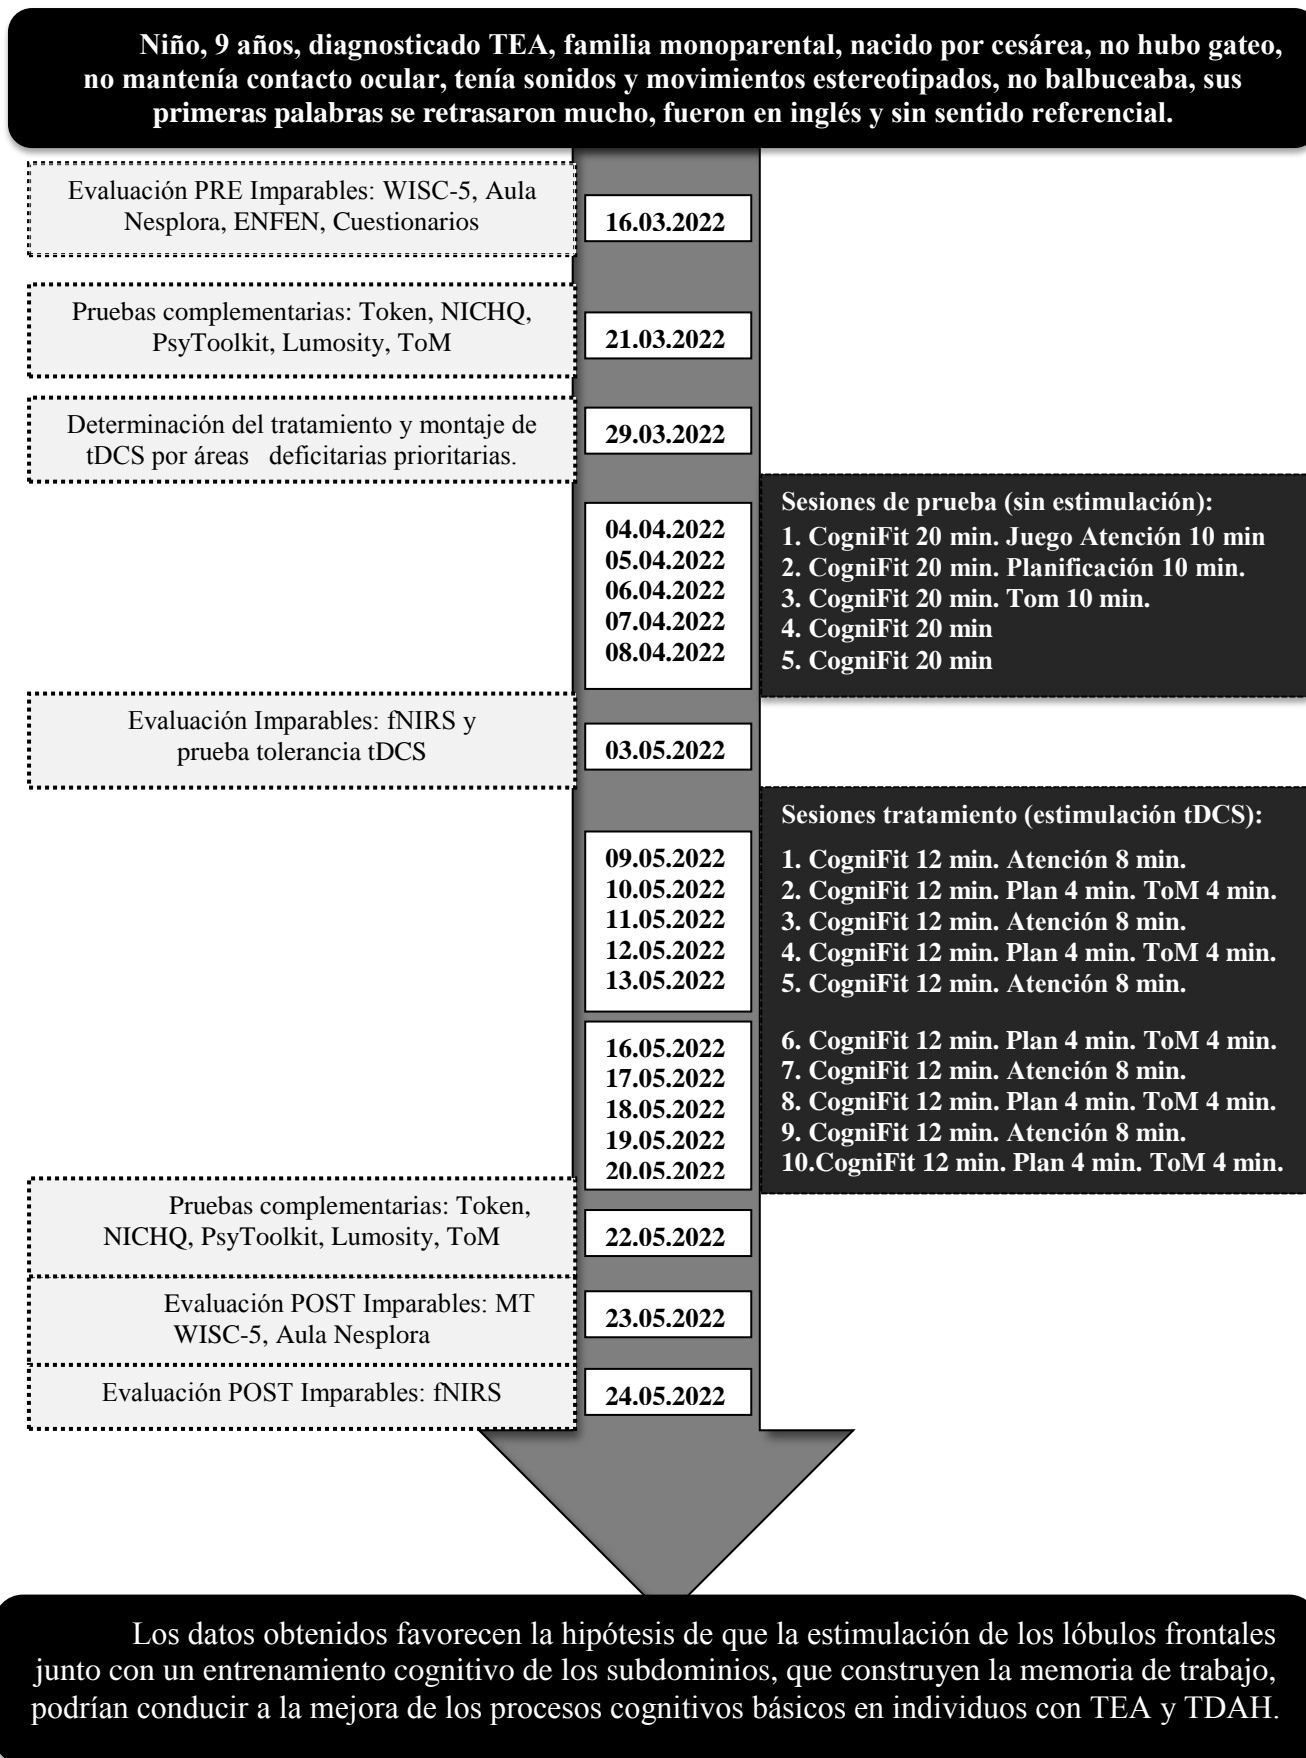 Niño, 9 años, diagnosticado TEA, familia monoparental, nacido por cesárea, no hubo gateo,
no mantenía contacto ocular, tenía sonidos y movimientos estereotipados, no balbuceaba, sus
primeras palabras se retrasaron mucho, fueron en inglés y sin sentido referencial.
Evaluación PRE Imparables: WISC-5, Aula
Nesplora, ENFEN, Cuestionarios
16.03.2022
Pruebas complementarias: Token, NICHQ,
PsyToolkit, Lumosity, ToM
21.03.2022
Determinación del tratamiento y montaje de
tDCS por áreas deficitarias prioritarias.
29.03.2022
04.04.2022
05.04.2022
06.04.2022
07.04.2022
08.04.2022
Sesiones de prueba (sin estimulación):
1. CogniFit 20 min. Juego Atención 10 min
2. CogniFit 20 min. Planificación 10 min.
3. CogniFit 20 min. Tom 10 min.
4. CogniFit 20 min
5. CogniFit 20 min
Evaluación Imparables: fNIRS y
prueba tolerancia tDCS
03.05.2022
09.05.2022
10.05.2022
11.05.2022
12.05.2022
13.05.2022
16.05.2022
17.05.2022
18.05.2022
19.05.2022
20.05.2022
Sesiones tratamiento (estimulación tDCS):
1. CogniFit 12 min. Atención 8 min.
2. CogniFit 12 min. Plan 4 min. ToM 4 min.
3. CogniFit 12 min. Atención 8 min.
4. CogniFit 12 min. Plan 4 min. ToM 4 min.
5. CogniFit 12 min. Atención 8 min.
6. CogniFit 12 min. Plan 4 min. ToM 4 min.
7. CogniFit 12 min. Atención 8 min.
8. CogniFit 12 min. Plan 4 min. ToM 4 min.
9. CogniFit 12 min. Atención 8 min.
10.CogniFit 12 min. Plan 4 min. ToM 4 min.
Pruebas complementarias: Token,
NICHQ, PsyToolkit, Lumosity, ToM
22.05.2022
Evaluación POST Imparables: MT
WISC-5, Aula Nesplora
23.05.2022
Evaluación POST Imparables: fNIRS
24.05.2022
Los datos obtenidos favorecen la hipótesis de que la estimulación de los lóbulos frontales
junto con un entrenamiento cognitivo de los subdominios, que construyen la memoria de trabajo,
podrían conducir a la mejora de los procesos cognitivos básicos en individuos con TEA y TDAH.